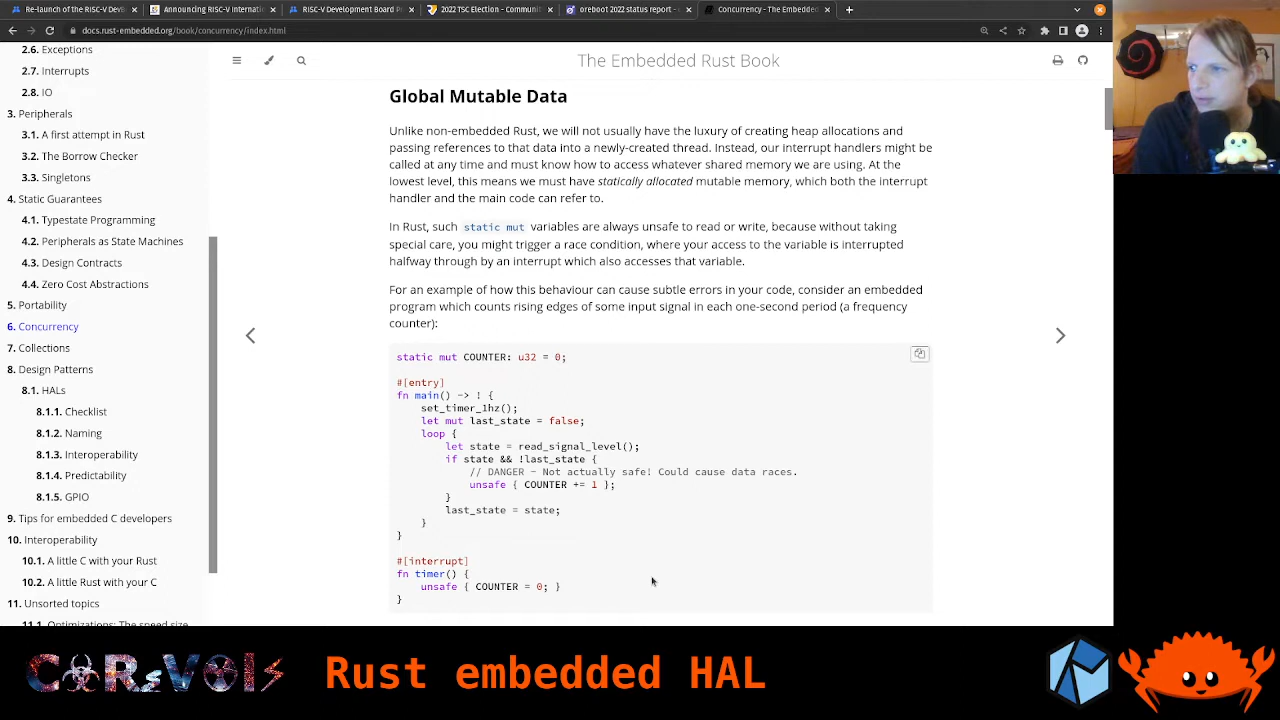 Re-launch of the RISC-V Dev
Announcing RISC-V Internatio
RISC-V Development Board P
2022 TSC Election - Communi
oreboot 2022 status report -
Concurrency - The Embedded
docs.rust-embedded.org/book/concurrency/index.html
2.6. Exceptions
2.7. Interrupts
2.8. IO
3. Peripherals
3.1. A first attempt in Rust
3.2. The Borrow Checker
3.3. Singletons
4. Static Guarantees
4.1. Typestate Programming
4.2. Peripherals as State Machines
4.3. Design Contracts
4.4. Zero Cost Abstractions
5. Portability
6. Concurrency
7. Collections
8. Design Patterns
8.1. HALs
8.1.1. Checklist
8.1.2. Naming
8.1.3. Interoperability
8.1.4. Predictability
8.1.5. GPIO
9. Tips for embedded C developers
10. Interoperability
10.1. A little C with your Rust
10.2. A little Rust with your C
11. Unsorted topics
11.1. Optimizations: The speed size
The Embedded Rust Book
Global Mutable Data
Unlike non-embedded Rust, we will not usually have the luxury of creating heap allocations and
passing references to that data into a newly-created thread. Instead, our interrupt handlers might be
called at any time and must know how to access whatever shared memory we are using. At the
lowest level, this means we must have statically allocated mutable memory, which both the interrupt
handler and the main code can refer to.
In Rust, such static mut variables are always unsafe to read or write, because without taking
special care, you might trigger a race condition, where your access to the variable is interrupted
halfway through by an interrupt which also accesses that variable.
For an example of how this behaviour can cause subtle errors in your code, consider an embedded
program which counts rising edges of some input signal in each one-second period (a frequency
counter):
static mut COUNTER: u32 = 0;
#[entry]
fn main() -> ! {
set_timer_1hz();
let mut last_state = false;
loop {
let state = read_signal_level();
if state && !last_state {
// DANGER - Not actually safe! Could cause data races.
unsafe { COUNTER += 1 };
}
last_state = state;
}
}
#[interrupt]
fn timer() {
unsafe { COUNTER = 0; }
}
Rust embedded HAL